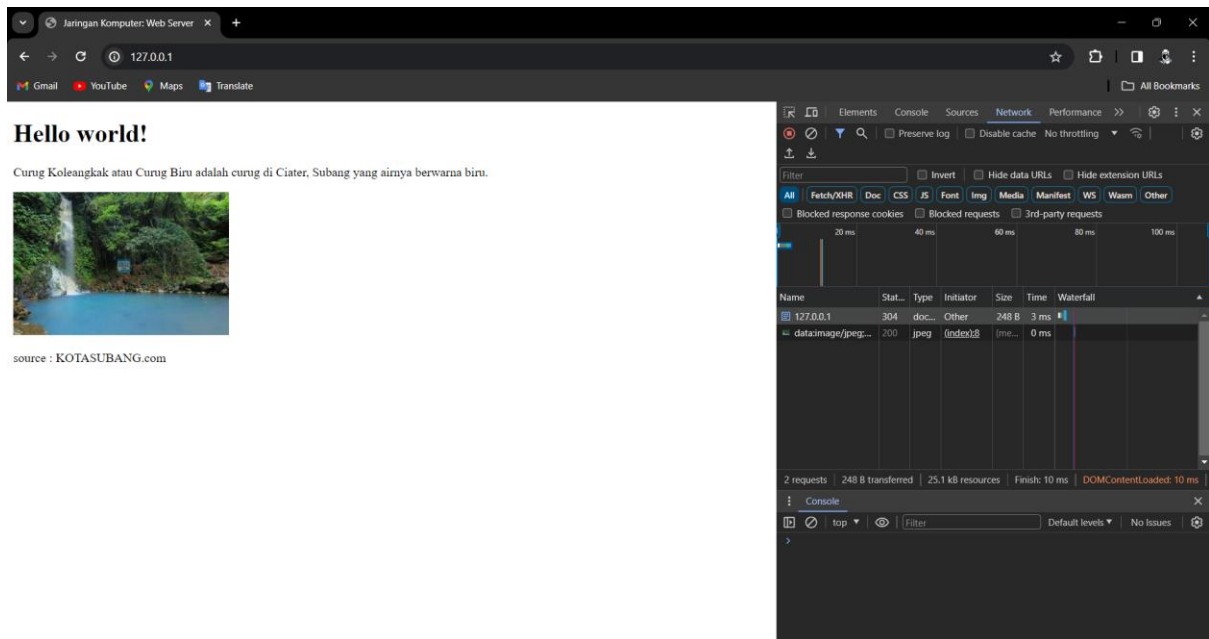 Jaringan Komputer: Web Server
127.0.0.1
Gmail YouTube Maps Translate All Bookmarks
Hello world!
Curug Koleangkak atau Curug Biru adalah curug di Ciater, Subang yang airnya berwarna biru.
source : KOTASUBANG.com
Elements Console Sources Network Performance
Preserve log Disable cache No throttling
Filter Invert Hide data URLs Hide extension URLs
All Fetch/XHR Doc CSS JS Font Img Media Manifest WS Wasm Other
Blocked response cookies Blocked requests 3rd-party requests
20 ms 40 ms 60 ms 80 ms 100 ms
Name Stat... Type Initiator Size Time Waterfall
127.0.0.1 304 doc... Other 248 B 3 ms
data:image/jpeg;... 200 jpeg (index):8 (me... 0 ms
2 requests 248 B transferred 25.1 kB resources Finish: 10 ms DOMContentLoaded: 10 ms
Console
top Filter Default levels No Issues